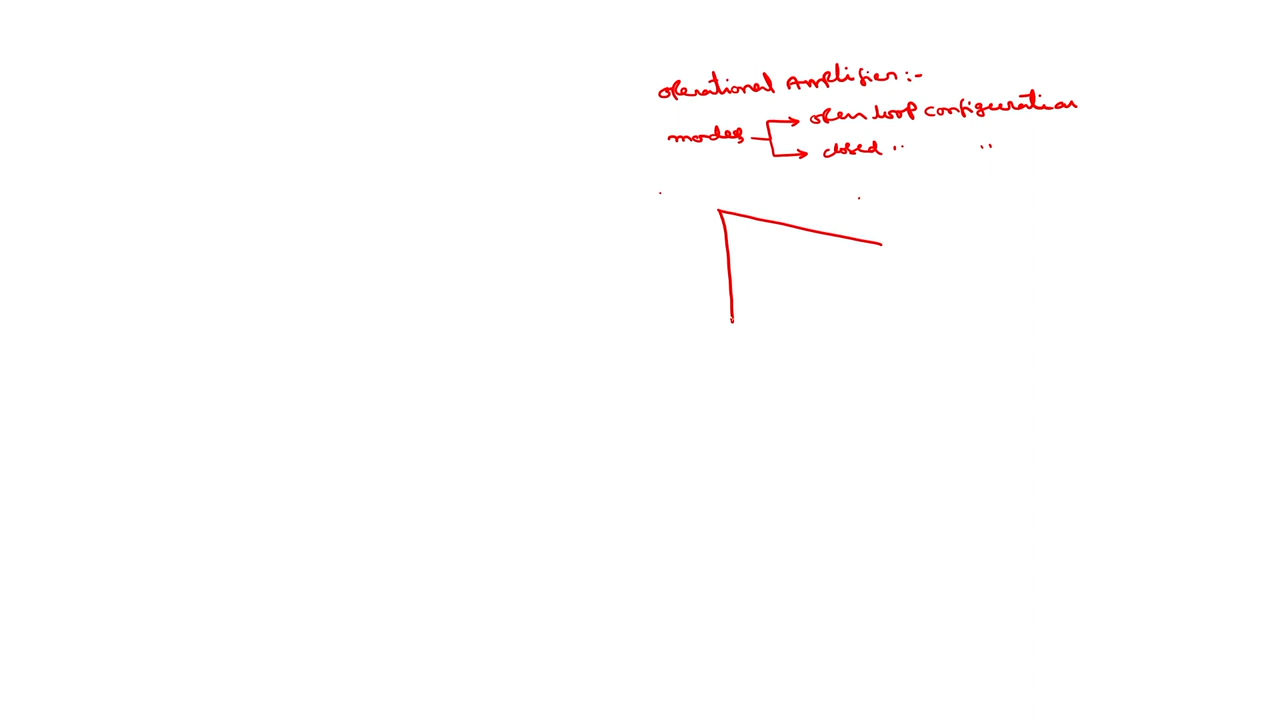 operational Amplifier:-
modes → open loop configuration
→ closed " "